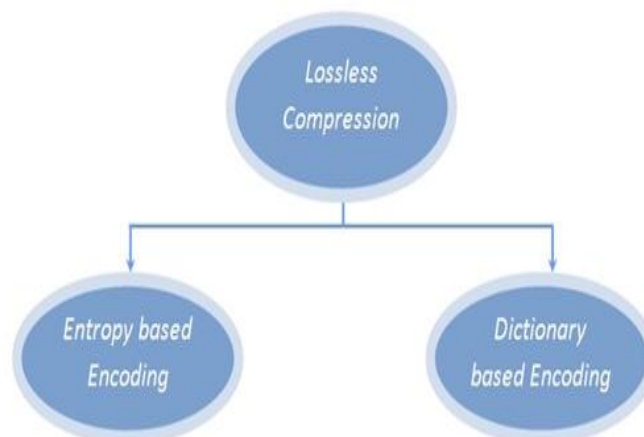 Lossless
Compression
Entropy based
Encoding
Dictionary
based Encoding